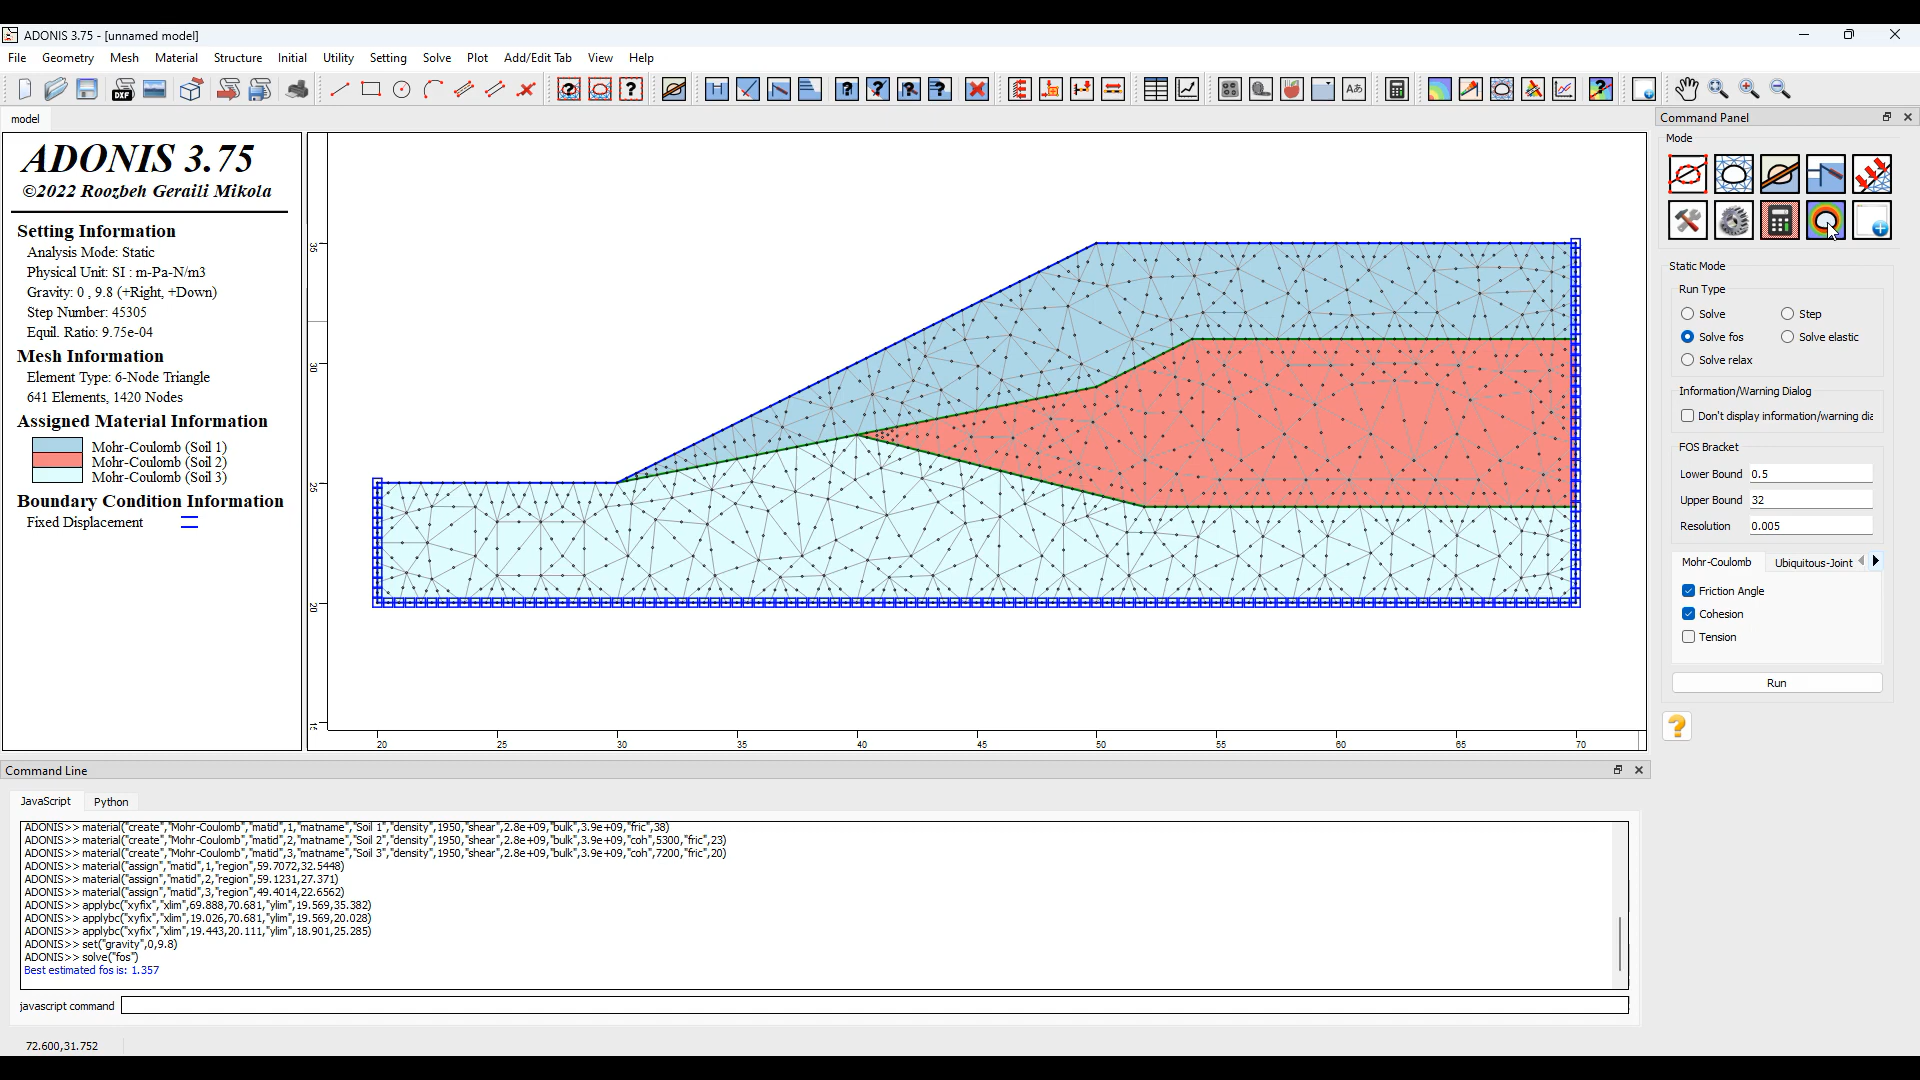 ADONIS 3.75 - [unnamed model]
File Geometry Mesh Material Structure Initial Utility Setting Solve Plot Add/Edit Tab View Help
DXF
Aあ
model
Command Panel
ADONIS 3.75
©2022 Roozbeh Geraili Mikola
Setting Information
Analysis Mode: Static
Physical Unit: SI : m-Pa-N/m3
Gravity: 0 , 9.8 (+Right, +Down)
Step Number: 45305
Equil. Ratio: 9.75e-04
Mesh Information
Element Type: 6-Node Triangle
641 Elements, 1420 Nodes
Assigned Material Information
Mohr-Coulomb (Soil 1)
Mohr-Coulomb (Soil 2)
Mohr-Coulomb (Soil 3)
Boundary Condition Information
Fixed Displacement
35
30
25
20
20 25 30 35 40 45 50 55 60 65 70
Mode
Static Mode
Run Type
Solve Step
Solve fos Solve elastic
Solve relax
Information/Warning Dialog
Don't display information/warning dia
FOS Bracket
Lower Bound 0.5
Upper Bound 32
Resolution 0.005
Mohr-Coulomb Ubiquitous-Joint
Friction Angle
Cohesion
Tension
Run
Command Line
JavaScript Python
ADONIS>> material("create","Mohr-Coulomb","matid",1,"matname","Soil 1","density",1950,"shear",2.8e+09,"bulk",3.9e+09,"fric",38)
ADONIS>> material("create","Mohr-Coulomb","matid",2,"matname","Soil 2","density",1950,"shear",2.8e+09,"bulk",3.9e+09,"coh",5300,"fric",23)
ADONIS>> material("create","Mohr-Coulomb","matid",3,"matname","Soil 3","density",1950,"shear",2.8e+09,"bulk",3.9e+09,"coh",7200,"fric",20)
ADONIS>> material("assign","matid",1,"region",59.7072,32.5448)
ADONIS>> material("assign","matid",2,"region",59.1231,27.371)
ADONIS>> material("assign","matid",3,"region",49.4014,22.6562)
ADONIS>> applybc("xyfix","xlim",69.888,70.681,"ylim",19.569,35.382)
ADONIS>> applybc("xyfix","xlim",19.026,70.681,"ylim",19.569,20.028)
ADONIS>> applybc("xyfix","xlim",19.443,20.111,"ylim",18.901,25.285)
ADONIS>> set("gravity",0,9.8)
ADONIS>> solve("fos")
Best estimated fos is: 1.357
javascript command
72.600,31.752